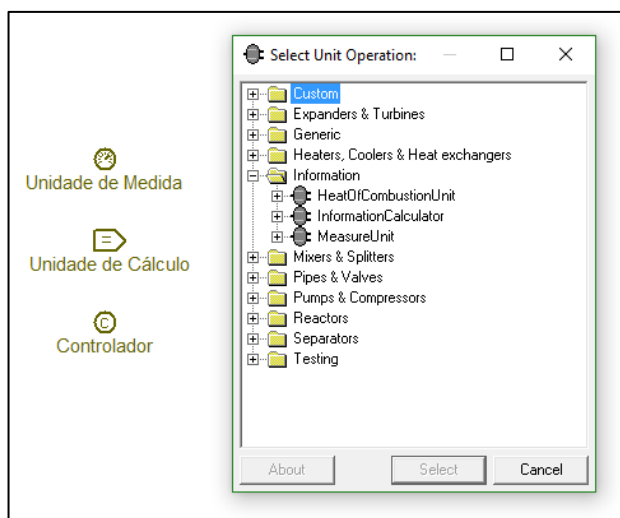 Unidade de Medida
Unidade de Cálculo
C
Controlador
Select Unit Operation:
Custom
Expanders & Turbines
Generic
Heaters, Coolers & Heat exchangers
Information
HeatOfCombustionUnit
InformationCalculator
MeasureUnit
Mixers & Splitters
Pipes & Valves
Pumps & Compressors
Reactors
Separators
Testing
About Select Cancel